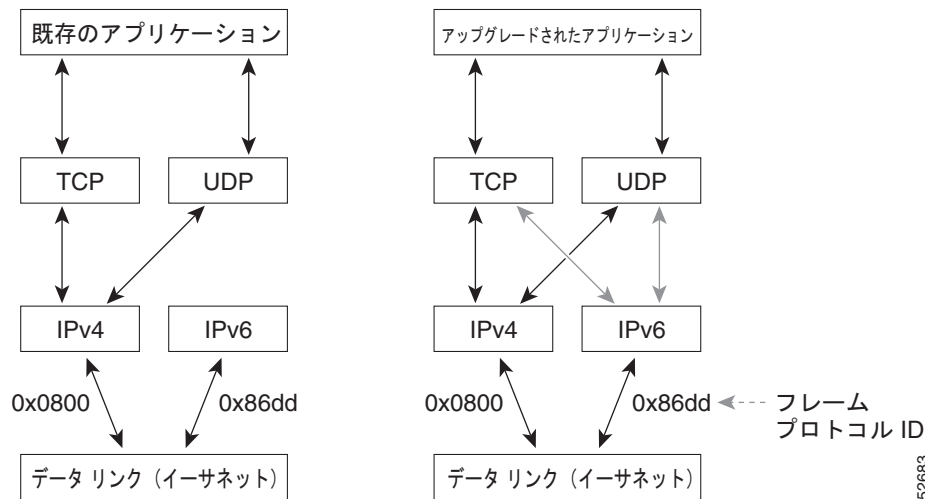 既存のアプリケーション
アップグレードされたアプリケーション
TCP
UDP
TCP
UDP
IPv4
IPv6
IPv4
IPv6
0x0800
0x86dd
0x0800
0x86dd
フレーム
プロトコル ID
データ リンク（イーサネット）
データ リンク（イーサネット）
52683